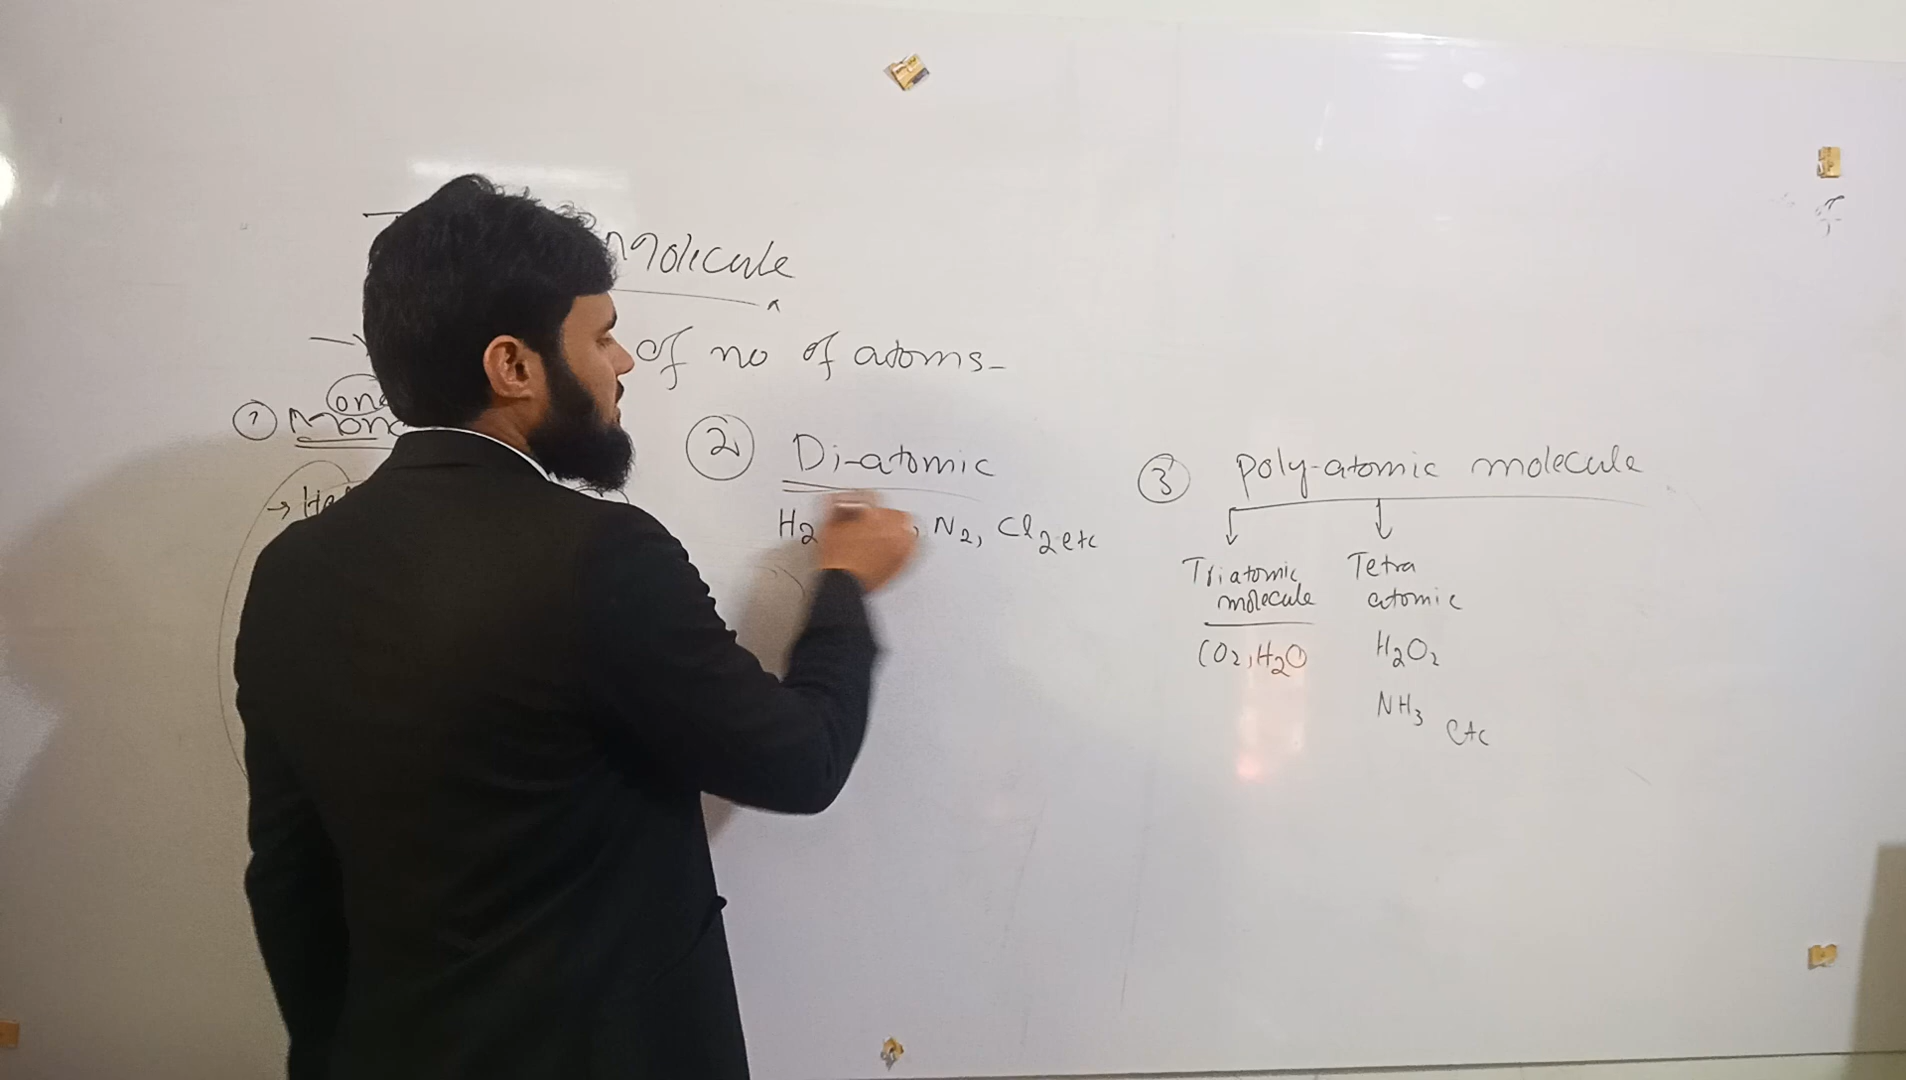 Molecule
of no of atoms-
one
① Mono
→ He
② Di-atomic
H2 , N2, Cl2 etc
③ Poly-atomic molecule
Triatomic
molecule
CO2, H2O
Tetra
atomic
H2O2
NH3
etc